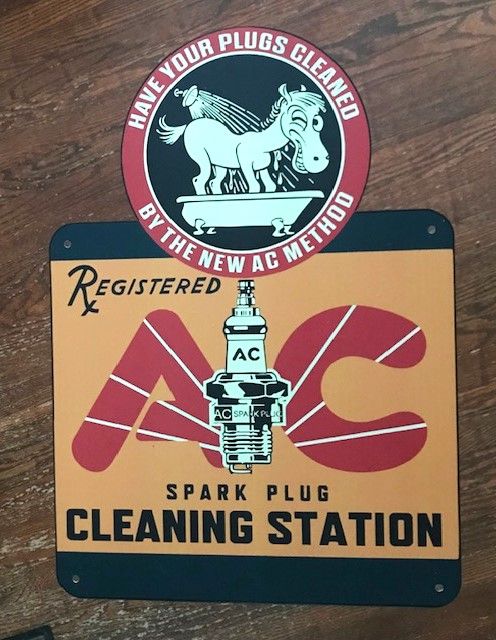 HAVE YOUR PLUGS CLEANED
BY THE NEW AC METHOD
REGISTERED
AC
AC
AC SPARK PLUG
SPARK PLUG
CLEANING STATION